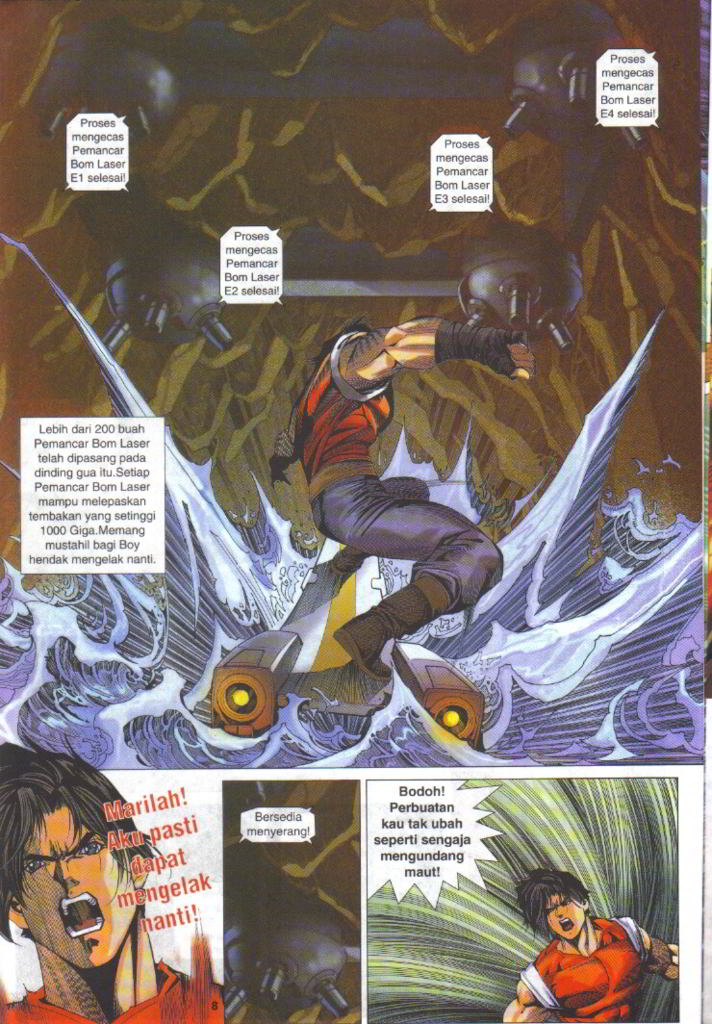 Proses
mengecas
Pemancar
Bom Laser
E1 selesai!
Proses
mengecas
Pemancar
Bom Laser
E2 selesai!
Proses
mengecas
Pemancar
Bom Laser
E3 selesai!
Proses
mengecas
Pemancar
Bom Laser
E4 selesai!
Lebih dari 200 buah
Pemancar Bom Laser
telah dipasang pada
dinding gua itu.Setiap
Pemancar Bom Laser
mampu melepaskan
tembakan yang setinggi
1000 Giga.Memang
mustahil bagi Boy
hendak mengelak nanti.
Marilah!
Aku pasti
dapat
mengelak
nanti!
Bersedia
menyerang!
Bodoh!
Perbuatan
kau tak ubah
seperti sengaja
mengundang
maut!
8